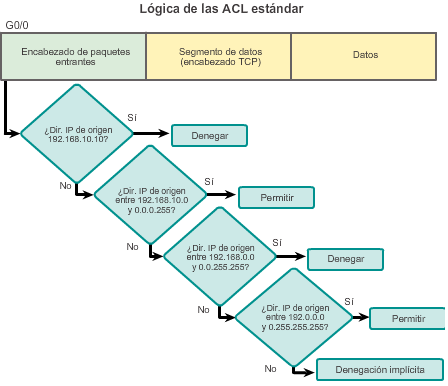 Lógica de las ACL estándar
G0/0
Encabezado de paquetes
entrantes
Segmento de datos
(encabezado TCP)
Datos
¿Dir. IP de origen
192.168.10.10?
Sí
Denegar
No
¿Dir. IP de origen
entre 192.168.10.0
y 0.0.0.255?
Sí
Permitir
No
¿Dir. IP de origen
entre 192.168.0.0
y 0.0.255.255?
Sí
Denegar
No
¿Dir. IP de origen
entre 192.0.0.0
y 0.255.255.255?
Sí
Permitir
No
Denegación implícita